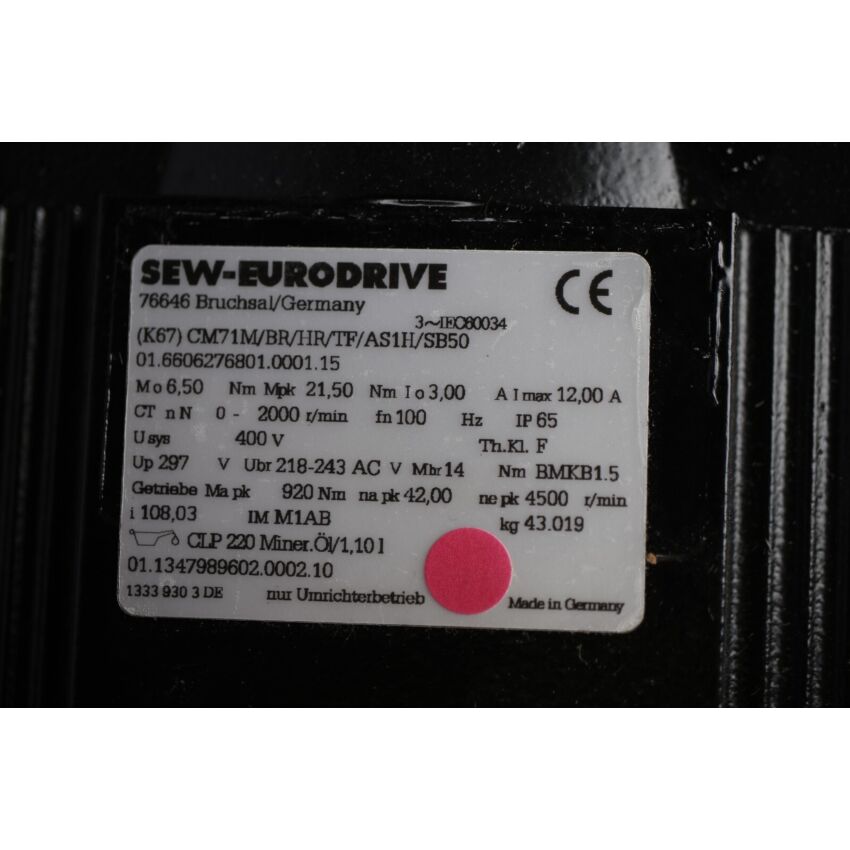 SEW-EURODRIVE
CE
76646 Bruchsal/Germany
3~IEC60034
(K67) CM71M/BR/HR/TF/AS1H/SB50
01.6606276801.0001.15
Mo 6,50 Nm Mpk 21,50 Nm Io 3,00 A Imax 12,00 A
CT nN 0 - 2000 r/min fn 100 Hz IP 65
Usys 400 V Th.Kl. F
Up 297 V Ubr 218-243 AC V Mbr 14 Nm BMKB1.5
Getriebe Mapk 920 Nm na pk 42,00 ne pk 4500 r/min
i 108,03 IM M1AB kg 43.019
CLP 220 Miner.Öl/1,10 l
01.1347989602.0002.10
1333 930 3 DE nur Umrichterbetrieb Made in Germany